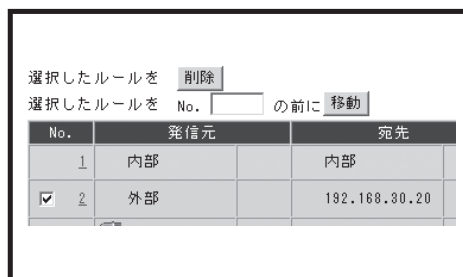 選択したルールを 削除
選択したルールを No. の前に 移動
No. 発信元 宛先
1 内部 内部
2 外部 192.168.30.20